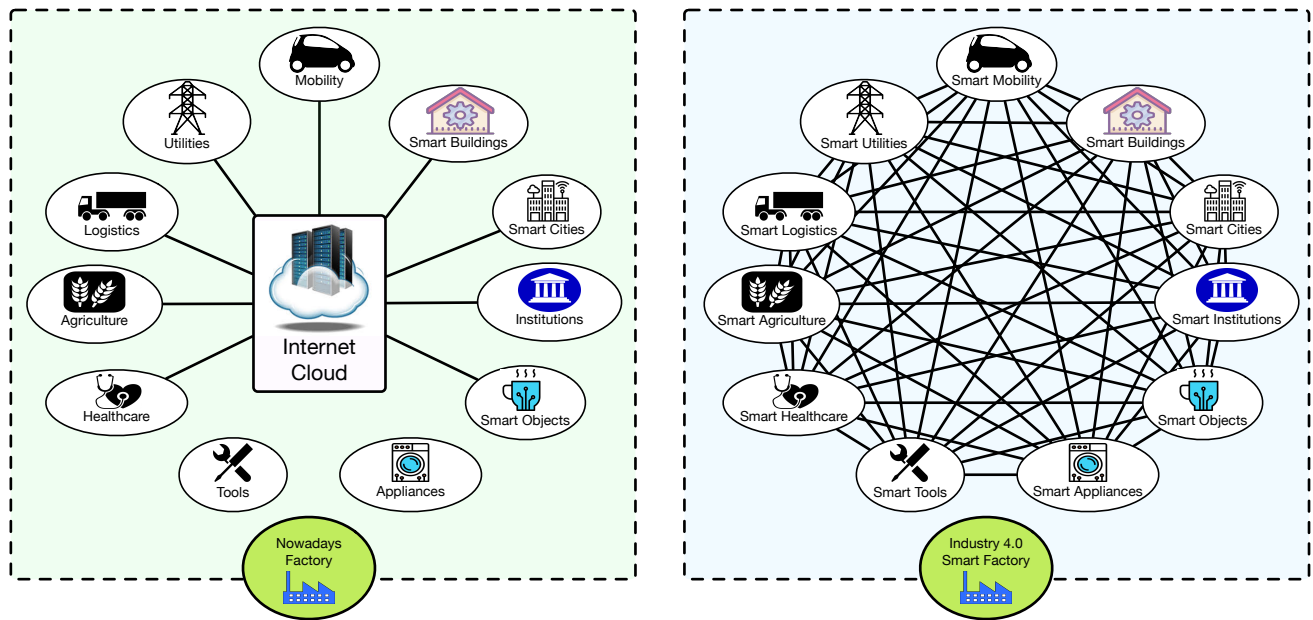 Mobility
Utilities
Smart Buildings
Logistics
Smart Cities
Agriculture
Internet
Cloud
Institutions
Healthcare
Smart Objects
Tools
Appliances
Nowadays
Factory
Smart Mobility
Smart Utilities
Smart Buildings
Smart Logistics
Smart Cities
Smart Agriculture
Smart Institutions
Smart Healthcare
Smart Objects
Smart Tools
Smart Appliances
Industry 4.0
Smart Factory